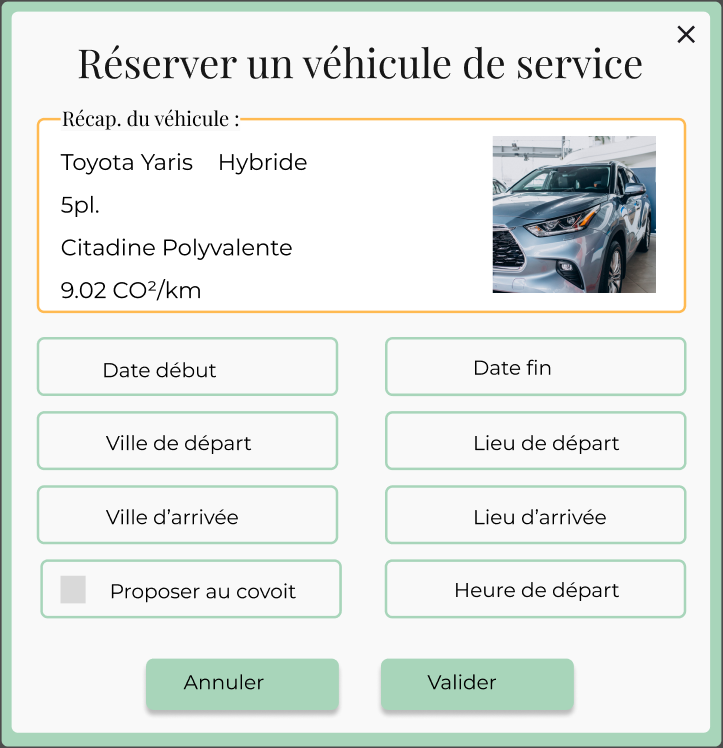 Réserver un véhicule de service
Récap. du véhicule :
Toyota Yaris Hybride
5pl.
Citadine Polyvalente
9.02 CO²/km
Date début
Date fin
Ville de départ
Lieu de départ
Ville d’arrivée
Lieu d’arrivée
Proposer au covoit
Heure de départ
Annuler
Valider